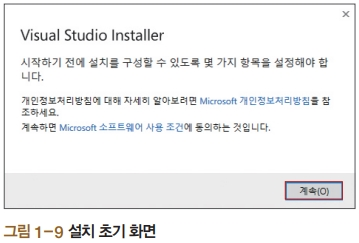 Visual Studio Installer
시작하기 전에 설치를 구성할 수 있도록 몇 가지 항목을 설정해야 합
니다.
개인정보처리방침에 대해 자세히 알아보려면 Microsoft 개인정보처리방침을 참
조하세요.
계속하면 Microsoft 소프트웨어 사용 조건에 동의하는 것입니다.
계속(O)
그림 1-9 설치 초기 화면